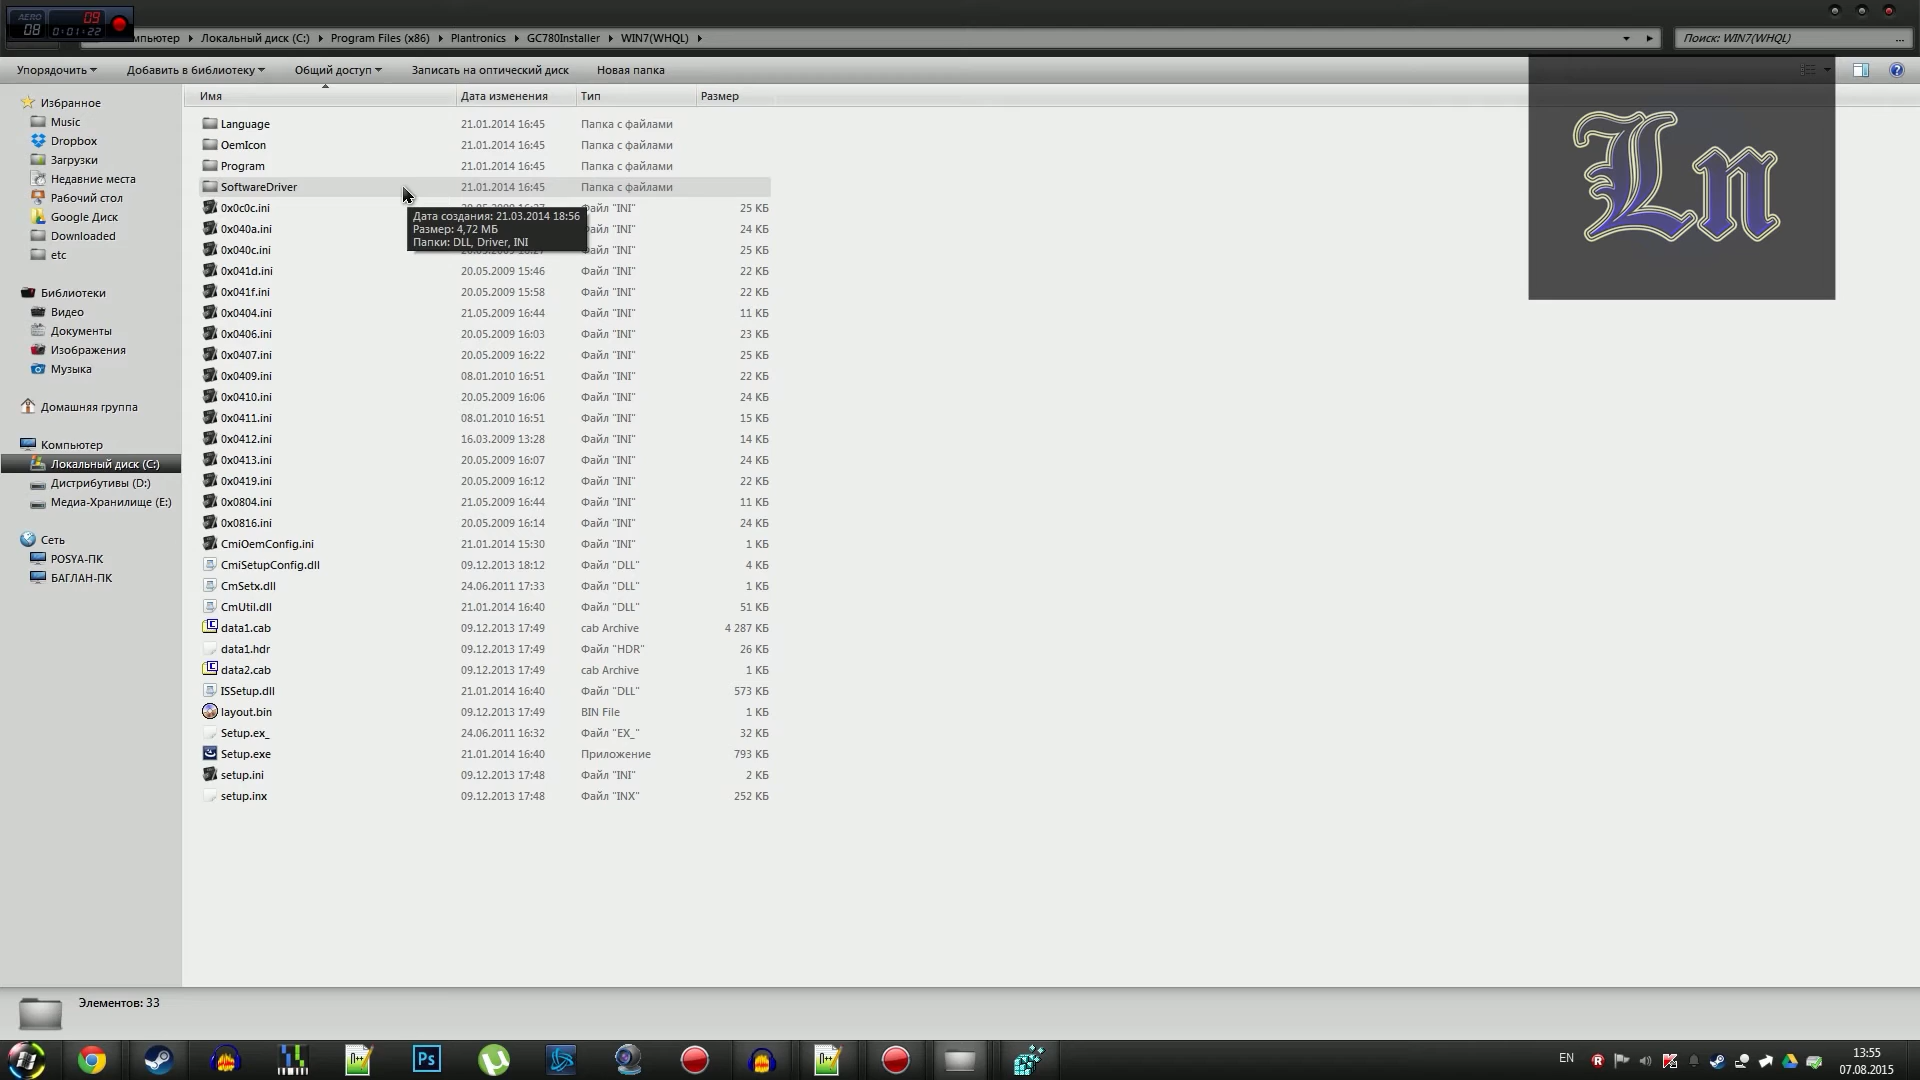 AERO 09
08 0:01:22
мпьютер Локальный диск (C:) Program Files (x86) Plantronics GC780Installer WIN7(WHQL)
Поиск: WIN7(WHQL)
Упорядочить Добавить в библиотеку Общий доступ Записать на оптический диск Новая папка
Избранное
Music
Dropbox
Загрузки
Недавние места
Рабочий стол
Google Диск
Downloaded
etc
Библиотеки
Видео
Документы
Изображения
Музыка
Домашняя группа
Компьютер
Локальный диск (C:)
Дистрибутивы (D:)
Медиа-Хранилище (E:)
Сеть
POSYA-ПК
БАГЛАН-ПК
Имя Дата изменения Тип Размер
Language 21.01.2014 16:45 Папка с файлами
OemIcon 21.01.2014 16:45 Папка с файлами
Program 21.01.2014 16:45 Папка с файлами
SoftwareDriver 21.01.2014 16:45 Папка с файлами
0x0c0c.ini Файл "INI" 25 КБ
0x040a.ini Файл "INI" 24 КБ
0x040c.ini Файл "INI" 25 КБ
0x041d.ini 20.05.2009 15:46 Файл "INI" 22 КБ
0x041f.ini 20.05.2009 15:58 Файл "INI" 22 КБ
0x0404.ini 21.05.2009 16:44 Файл "INI" 11 КБ
0x0406.ini 20.05.2009 16:03 Файл "INI" 23 КБ
0x0407.ini 20.05.2009 16:22 Файл "INI" 25 КБ
0x0409.ini 08.01.2010 16:51 Файл "INI" 22 КБ
0x0410.ini 20.05.2009 16:06 Файл "INI" 24 КБ
0x0411.ini 08.01.2010 16:51 Файл "INI" 15 КБ
0x0412.ini 16.03.2009 13:28 Файл "INI" 14 КБ
0x0413.ini 20.05.2009 16:07 Файл "INI" 24 КБ
0x0419.ini 20.05.2009 16:12 Файл "INI" 22 КБ
0x0804.ini 21.05.2009 16:44 Файл "INI" 11 КБ
0x0816.ini 20.05.2009 16:14 Файл "INI" 24 КБ
CmiOemConfig.ini 21.01.2014 15:30 Файл "INI" 1 КБ
CmiSetupConfig.dll 09.12.2013 18:12 Файл "DLL" 4 КБ
CmSetx.dll 24.06.2011 17:33 Файл "DLL" 1 КБ
CmUtil.dll 21.01.2014 16:40 Файл "DLL" 51 КБ
data1.cab 09.12.2013 17:49 cab Archive 4 287 КБ
data1.hdr 09.12.2013 17:49 Файл "HDR" 26 КБ
data2.cab 09.12.2013 17:49 cab Archive 1 КБ
ISSetup.dll 21.01.2014 16:40 Файл "DLL" 573 КБ
layout.bin 09.12.2013 17:49 BIN File 1 КБ
Setup.ex_ 24.06.2011 16:32 Файл "EX_" 32 КБ
Setup.exe 21.01.2014 16:40 Приложение 793 КБ
setup.ini 09.12.2013 17:48 Файл "INI" 2 КБ
setup.inx 09.12.2013 17:48 Файл "INX" 252 КБ
Дата создания: 21.03.2014 18:56
Размер: 4,72 МБ
Папки: DLL, Driver, INI
Ln
Элементов: 33
Ps
EN
13:55
07.08.2015